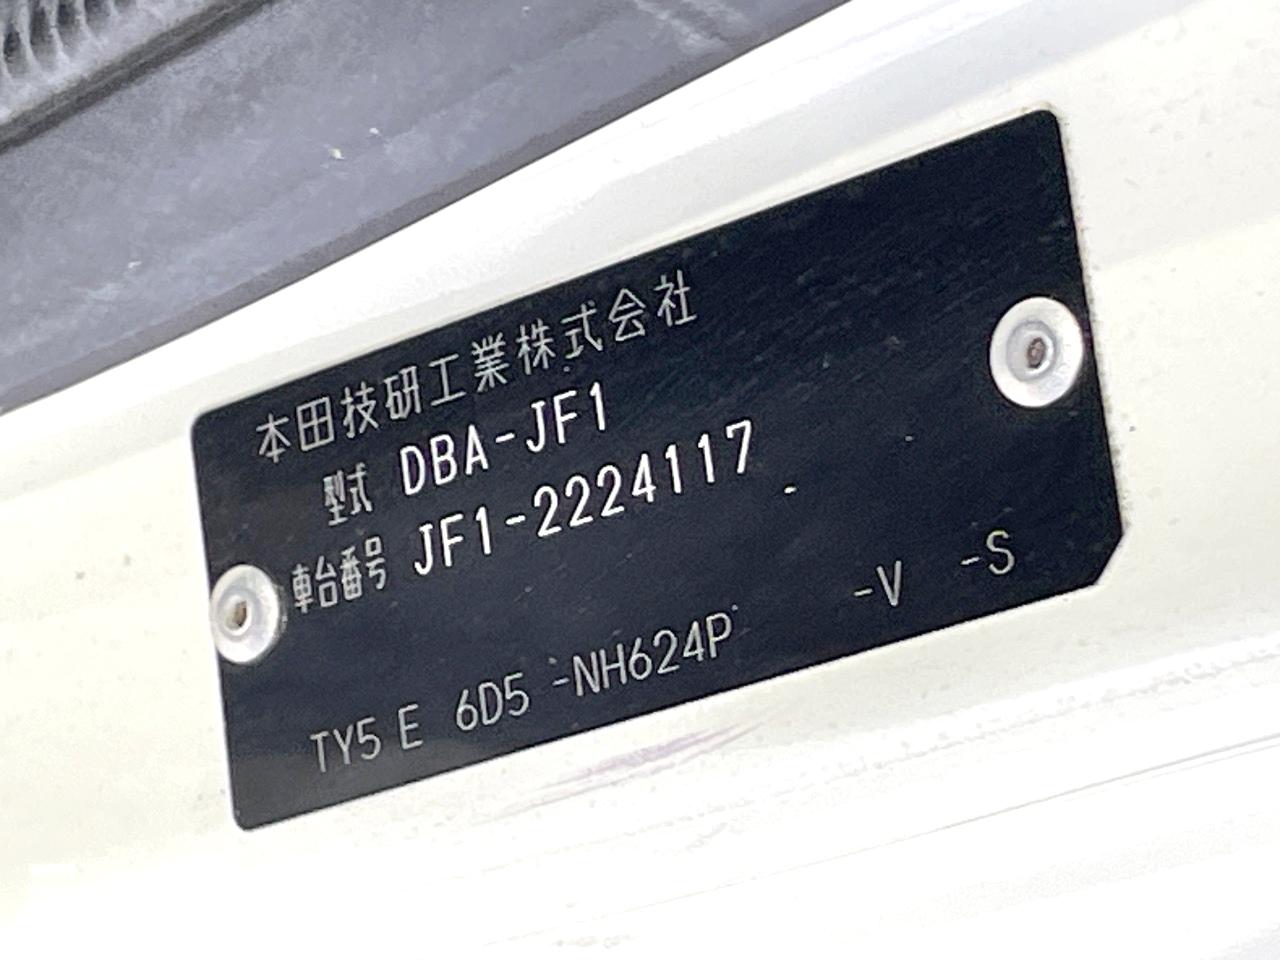 本田技研工業株式会社
型式 DBA-JF1
車台番号 JF1-2224117
TY5 E 6D5 -NH624P -V -S